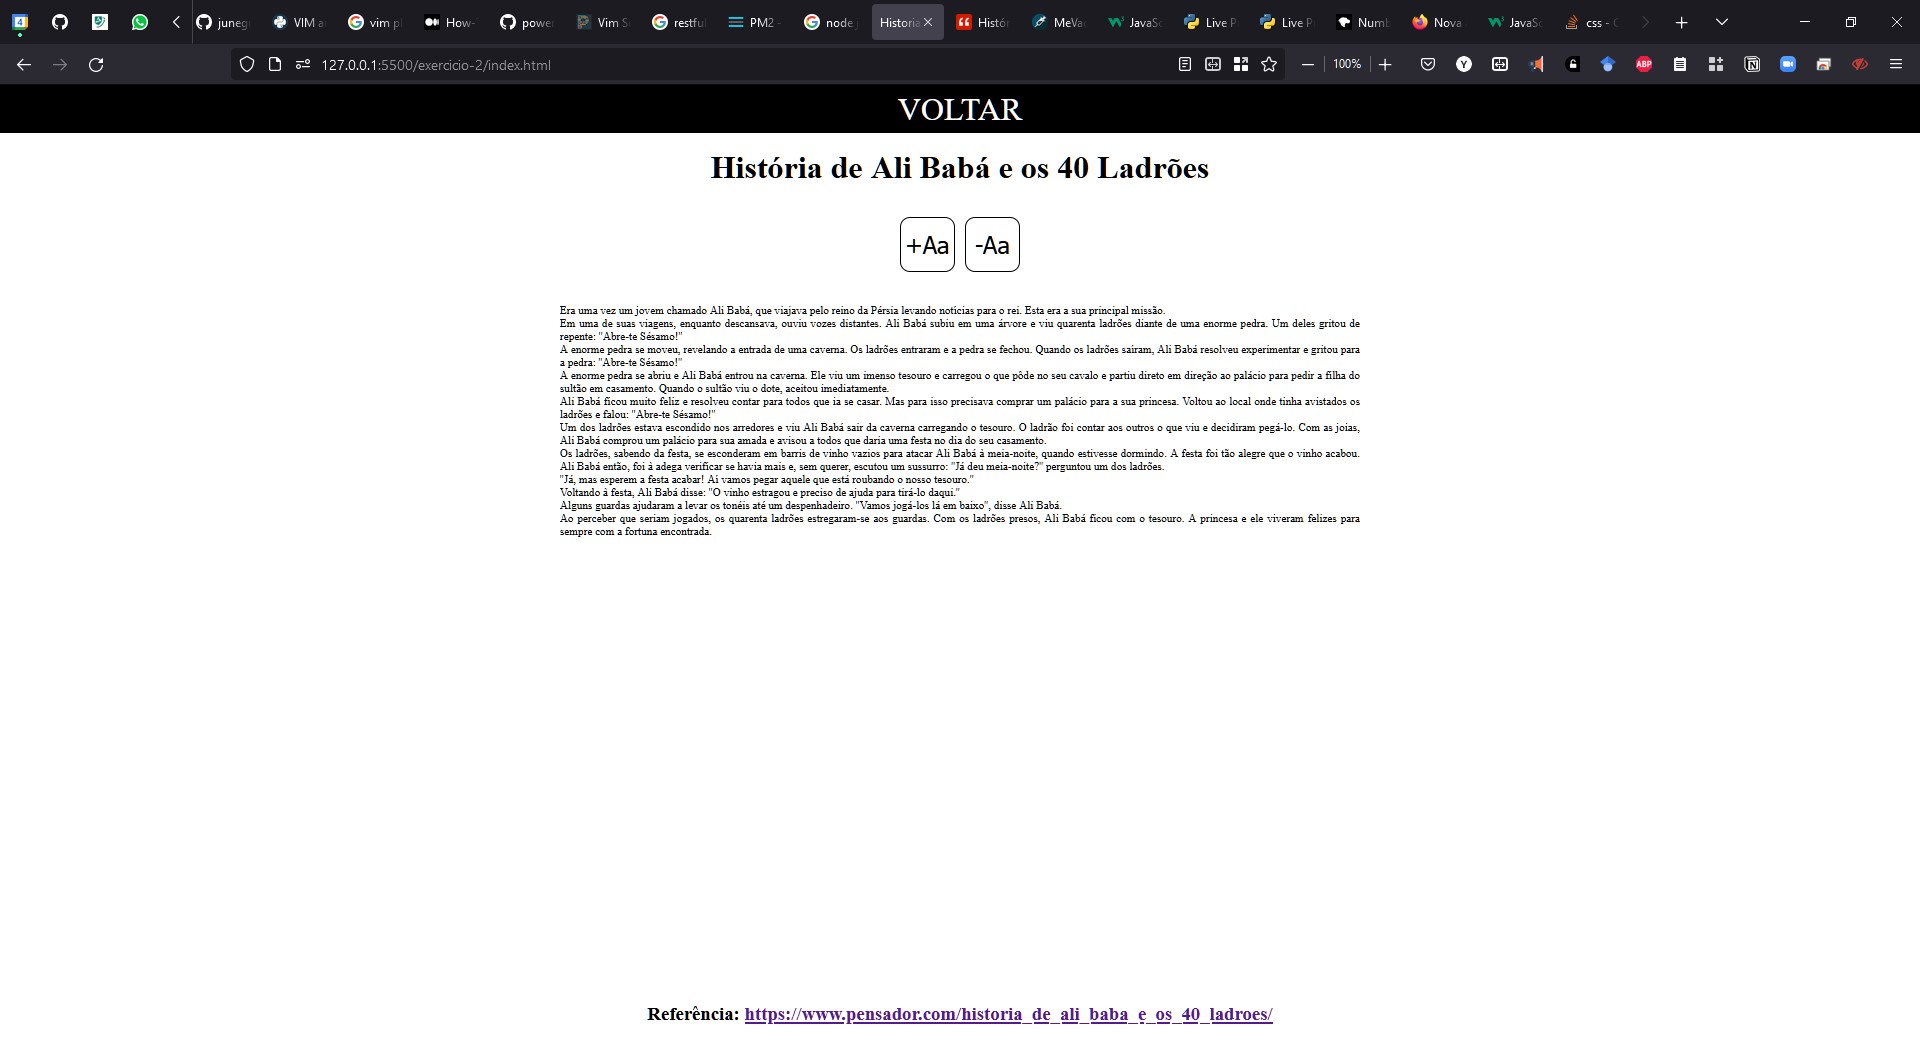 4
juneg
VIM a
vim p
How-
power
Vim S
restfu
PM2 -
node j
Historia
Histór
MeVa
JavaSc
Live P
Live P
Numb
Nova
JavaSc
css -
127.0.0.1:5500/exercicio-2/index.html
100%
Y
ABP
VOLTAR
História de Ali Babá e os 40 Ladrões
+Aa
-Aa
Era uma vez um jovem chamado Ali Babá, que viajava pelo reino da Pérsia levando notícias para o rei. Esta era a sua principal missão.
Em uma de suas viagens, enquanto descansava, ouviu vozes distantes. Ali Babá subiu em uma árvore e viu quarenta ladrões diante de uma enorme pedra. Um deles gritou de
repente: "Abre-te Sésamo!"
A enorme pedra se moveu, revelando a entrada de uma caverna. Os ladrões entraram e a pedra se fechou. Quando os ladrões saíram, Ali Babá resolveu experimentar e gritou para
a pedra: "Abre-te Sésamo!"
A enorme pedra se abriu e Ali Babá entrou na caverna. Ele viu um imenso tesouro e carregou o que pôde no seu cavalo e partiu direto em direção ao palácio para pedir a filha do
sultão em casamento. Quando o sultão viu o dote, aceitou imediatamente.
Ali Babá ficou muito feliz e resolveu contar para todos que ia se casar. Mas para isso precisava comprar um palácio para a sua princesa. Voltou ao local onde tinha avistados os
ladrões e falou: "Abre-te Sésamo!"
Um dos ladrões estava escondido nos arredores e viu Ali Babá sair da caverna carregando o tesouro. O ladrão foi contar aos outros o que viu e decidiram pegá-lo. Com as joias,
Ali Babá comprou um palácio para sua amada e avisou a todos que daria uma festa no dia do seu casamento.
Os ladrões, sabendo da festa, se esconderam em barris de vinho vazios para atacar Ali Babá à meia-noite, quando estivesse dormindo. A festa foi tão alegre que o vinho acabou.
Ali Babá então, foi à adega verificar se havia mais e, sem querer, escutou um sussurro: "Já deu meia-noite?" perguntou um dos ladrões.
"Já, mas esperem a festa acabar! Aí vamos pegar aquele que está roubando o nosso tesouro."
Voltando à festa, Ali Babá disse: "O vinho estragou e preciso de ajuda para tirá-lo daqui."
Alguns guardas ajudaram a levar os tonéis até um despenhadeiro. "Vamos jogá-los lá em baixo", disse Ali Babá.
Ao perceber que seriam jogados, os quarenta ladrões estregaram-se aos guardas. Com os ladrões presos, Ali Babá ficou com o tesouro. A princesa e ele viveram felizes para
sempre com a fortuna encontrada.
Referência: https://www.pensador.com/historia_de_ali_baba_e_os_40_ladroes/